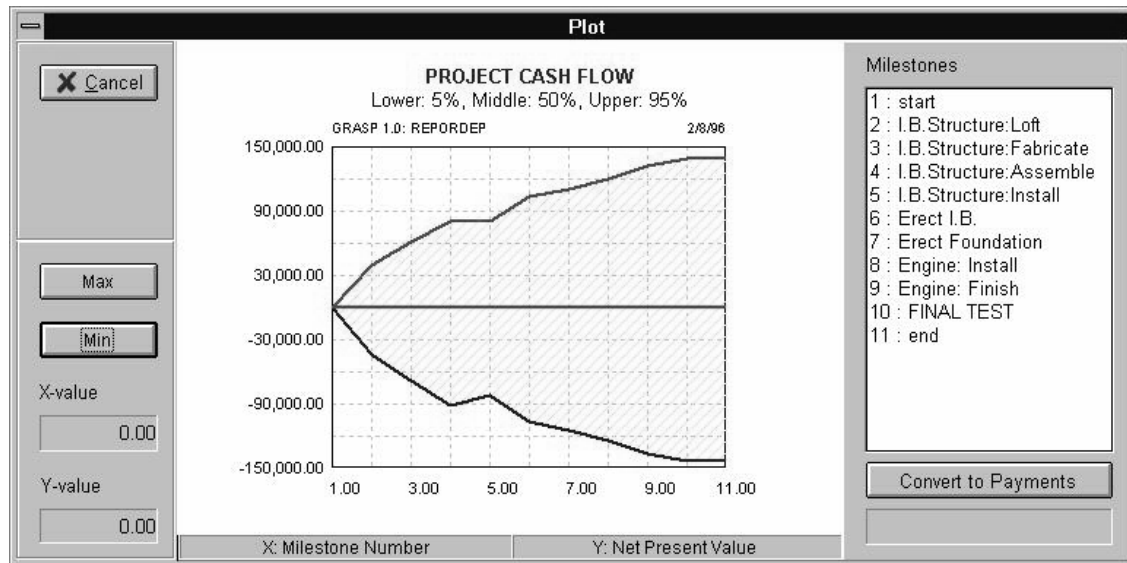 Plot
Cancel
Max
Min
X-value
0.00
Y-value
0.00
PROJECT CASH FLOW
Lower: 5%, Middle: 50%, Upper: 95%
GRASP 1.0: REPORDEP 2/8/96
150,000.00
90,000.00
30,000.00
-30,000.00
-90,000.00
-150,000.00
1.00 3.00 5.00 7.00 9.00 11.00
X: Milestone Number Y: Net Present Value
Milestones
1 : start
2 : I.B.Structure:Loft
3 : I.B.Structure:Fabricate
4 : I.B.Structure:Assemble
5 : I.B.Structure:Install
6 : Erect I.B.
7 : Erect Foundation
8 : Engine: Install
9 : Engine: Finish
10 : FINAL TEST
11 : end
Convert to Payments